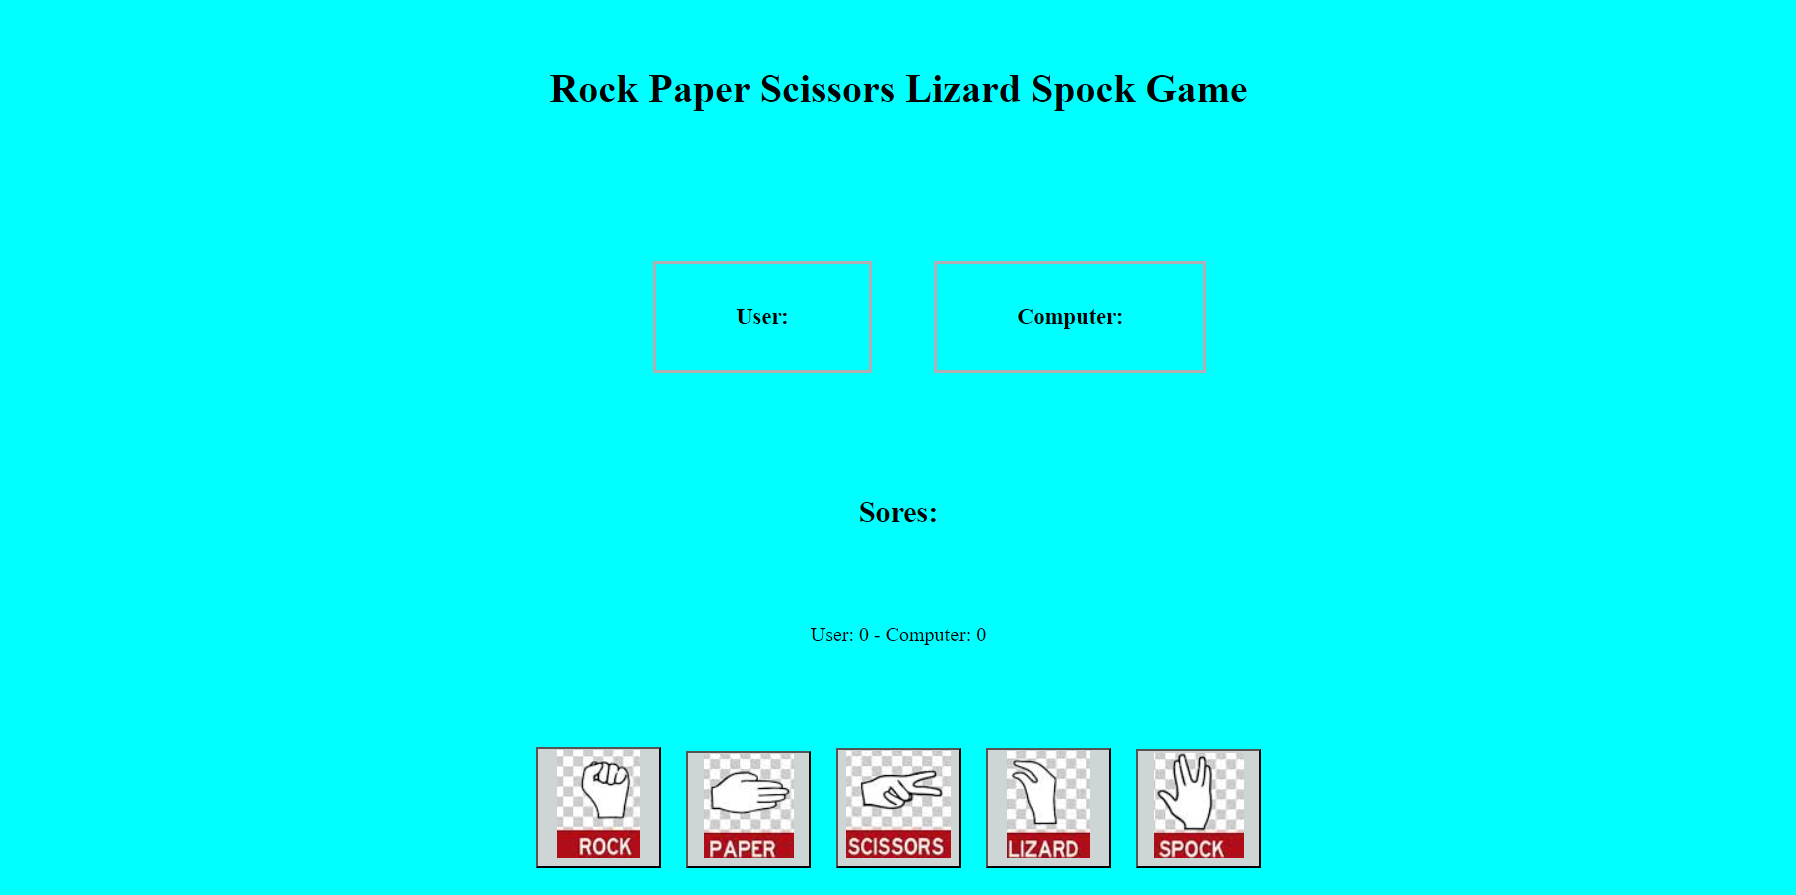 Rock Paper Scissors Lizard Spock Game
User:
Computer:
Sores:
User: 0 - Computer: 0
ROCK
PAPER
SCISSORS
LIZARD
SPOCK